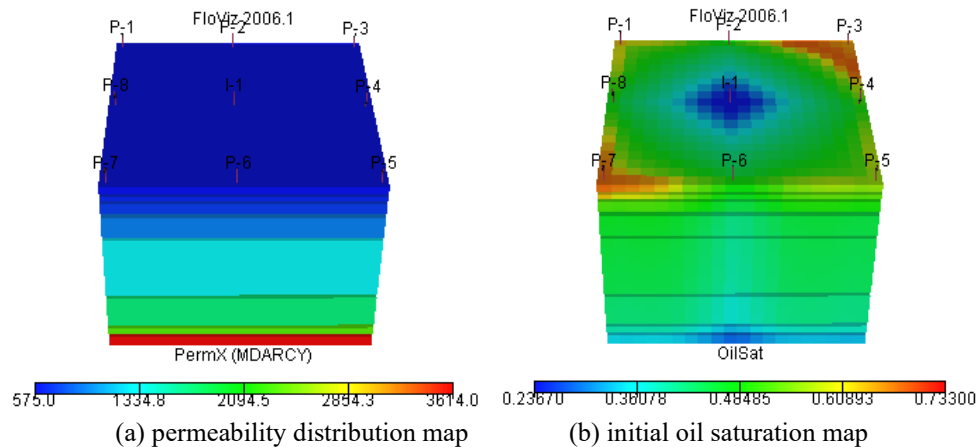 FloViz 2006.1
P-1 P-2 P-3
P-8 I-1 P-4
P-7 P-6 P-5
PermX (MDARCY)
575.0 1334.8 2094.5 2854.3 3614.0
(a) permeability distribution map
FloViz 2006.1
P-1 P-2 P-3
P-8 I-1 P-4
P-7 P-6 P-5
OilSat
0.23670 0.36078 0.48485 0.60893 0.73300
(b) initial oil saturation map